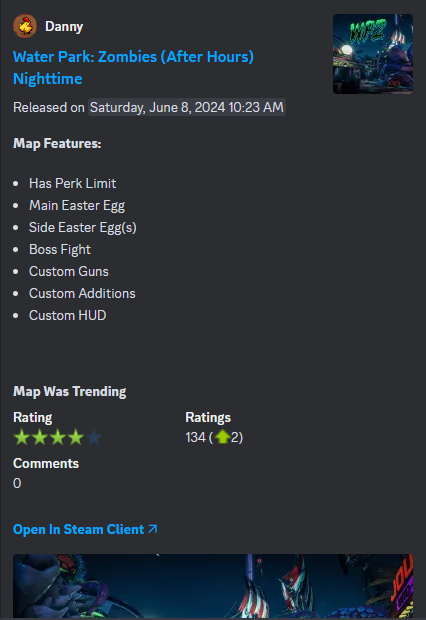 Danny
Water Park: Zombies (After Hours)
Nighttime
Released on Saturday, June 8, 2024 10:23 AM
WPZ
Map Features:
• Has Perk Limit
• Main Easter Egg
• Side Easter Egg(s)
• Boss Fight
• Custom Guns
• Custom Additions
• Custom HUD
Map Was Trending
Rating
Ratings
134 (2)
Comments
0
Open In Steam Client